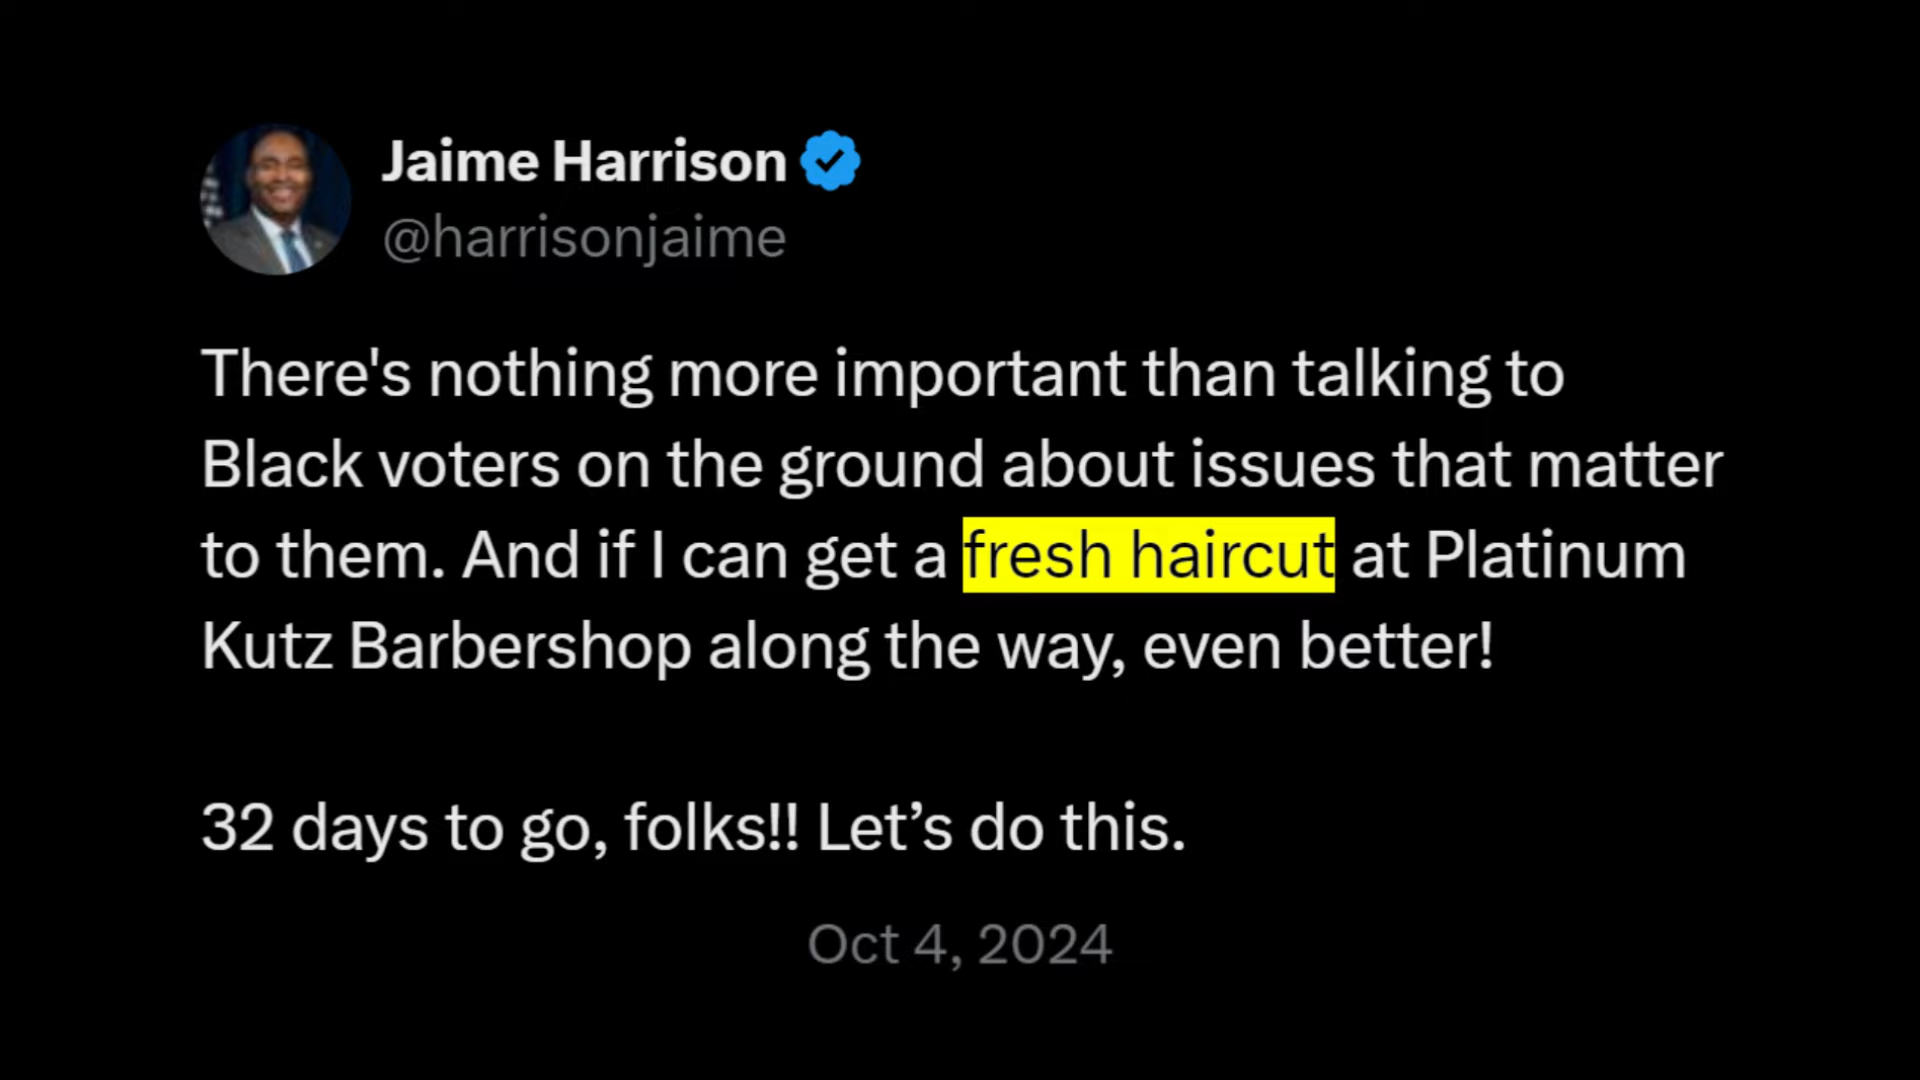 Jaime Harrison
@harrisonjaime
There's nothing more important than talking to
Black voters on the ground about issues that matter
to them. And if I can get a fresh haircut at Platinum
Kutz Barbershop along the way, even better!
32 days to go, folks!! Let’s do this.
Oct 4, 2024